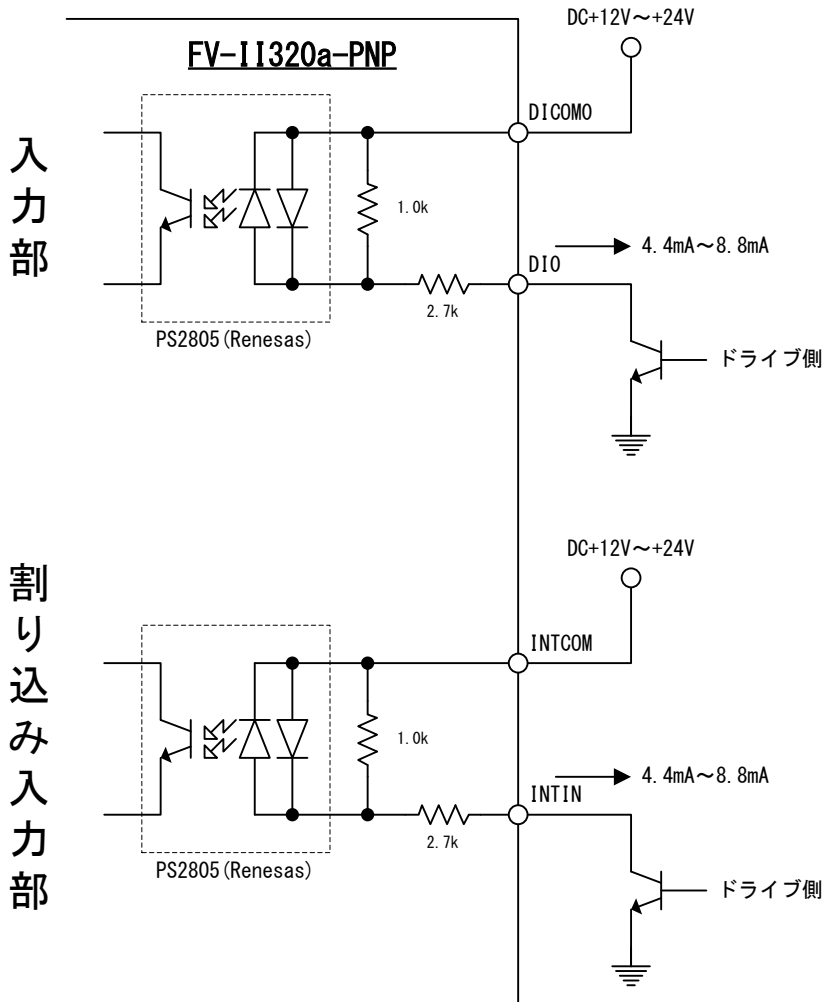 DC+12V～+24V
FV-II320a-PNP
DICOM0
入力部
1.0k
4.4mA～8.8mA
DI0
2.7k
PS2805(Renesas)
ドライブ側
DC+12V～+24V
割り込み入力部
INTCOM
1.0k
4.4mA～8.8mA
INTIN
2.7k
PS2805(Renesas)
ドライブ側